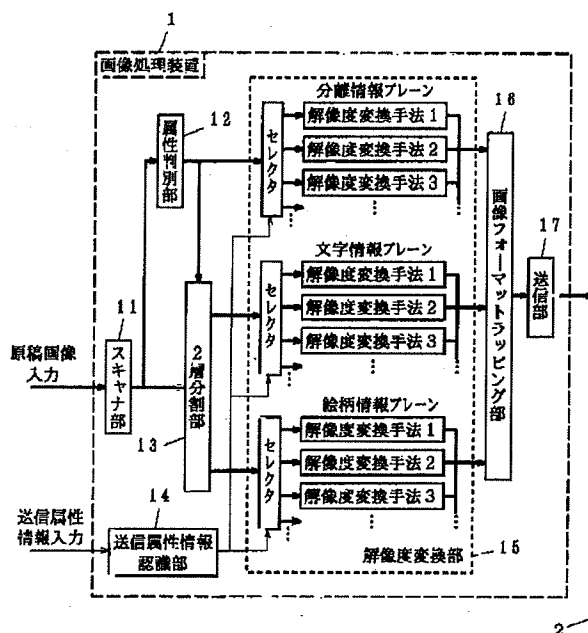 1
画像処理装置
12
属性判別部
分離情報プレーン
セレクタ
解像度変換手法1
解像度変換手法2
解像度変換手法3
16
画像フォーマットラッピング部
17
送信部
文字情報プレーン
セレクタ
解像度変換手法1
解像度変換手法2
解像度変換手法3
11
原稿画像
入力
スキャナ部
2層分割部
13
絵柄情報プレーン
セレクタ
解像度変換手法1
解像度変換手法2
解像度変換手法3
14
送信属性
情報入力
送信属性情報
認識部
解像度変換部
15
2